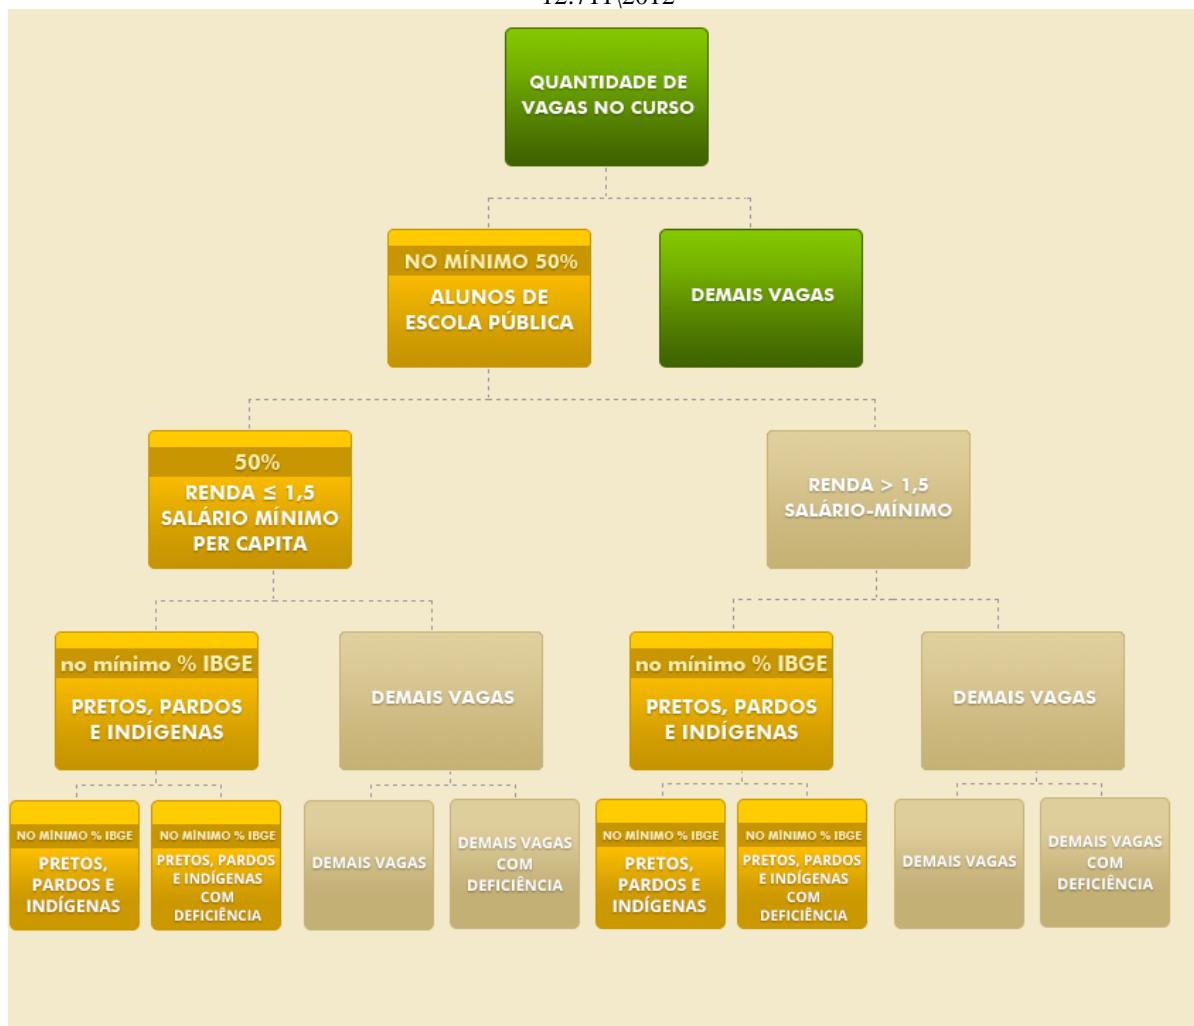 12.711\2012
QUANTIDADE DE
VAGAS NO CURSO
NO MÍNIMO 50%
ALUNOS DE
ESCOLA PÚBLICA
DEMAIS VAGAS
50%
RENDA ≤ 1,5
SALÁRIO MÍNIMO
PER CAPITA
RENDA > 1,5
SALÁRIO-MÍNIMO
no mínimo % IBGE
PRETOS, PARDOS
E INDÍGENAS
DEMAIS VAGAS
no mínimo % IBGE
PRETOS, PARDOS
E INDÍGENAS
DEMAIS VAGAS
NO MÍNIMO % IBGE
PRETOS,
PARDOS E
INDÍGENAS
NO MÍNIMO % IBGE
PRETOS, PARDOS
E INDÍGENAS
COM
DEFICIÊNCIA
DEMAIS VAGAS
DEMAIS VAGAS
COM
DEFICIÊNCIA
NO MÍNIMO % IBGE
PRETOS,
PARDOS E
INDÍGENAS
NO MÍNIMO % IBGE
PRETOS, PARDOS
E INDÍGENAS
COM
DEFICIÊNCIA
DEMAIS VAGAS
DEMAIS VAGAS
COM
DEFICIÊNCIA